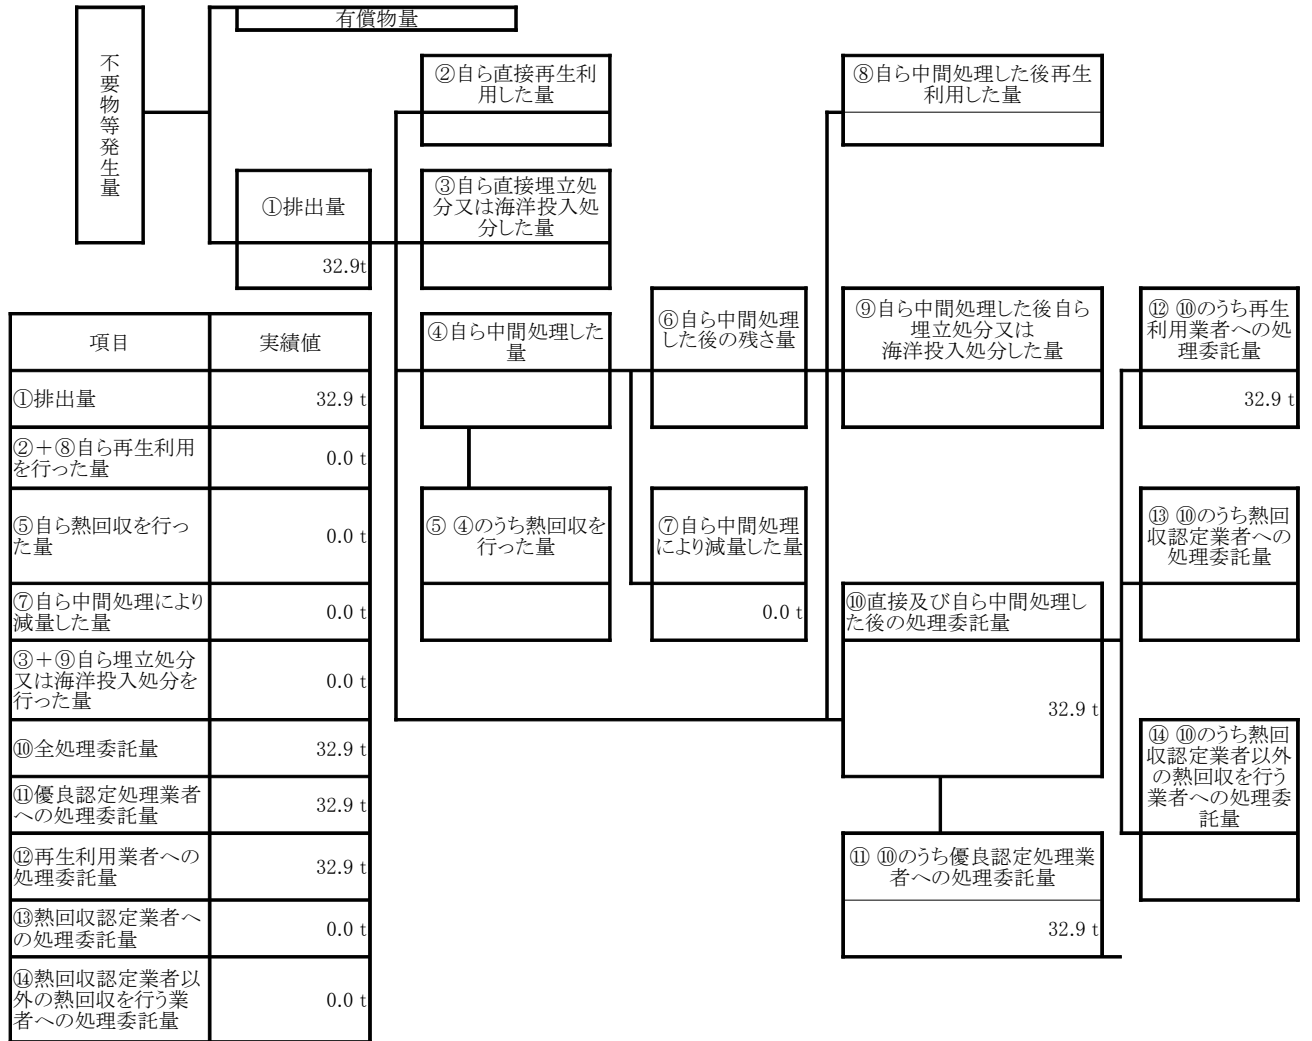 有償物量
不要物等発生量
②自ら直接再生利
用した量
⑧自ら中間処理した後再生
利用した量
①排出量
32.9t
③自ら直接埋立処
分又は海洋投入処
分した量
④自ら中間処理した
量
⑥自ら中間処理
した後の残さ量
⑨自ら中間処理した後自ら
埋立処分又は
海洋投入処分した量
⑫ ⑩のうち再生
利用業者への処
理委託量
32.9 t
⑤ ④のうち熱回収を
行った量
⑦自ら中間処理
により減量した量
0.0 t
⑩直接及び自ら中間処理し
た後の処理委託量
32.9 t
⑬ ⑩のうち熱回
収認定業者への
処理委託量
⑭ ⑩のうち熱回
収認定業者以外
の熱回収を行う
業者への処理委
託量
⑪ ⑩のうち優良認定処理業
者への処理委託量
32.9 t
項目 実績値
①排出量 32.9 t
②＋⑧自ら再生利用
を行った量 0.0 t
⑤自ら熱回収を行っ
た量 0.0 t
⑦自ら中間処理により
減量した量 0.0 t
③＋⑨自ら埋立処分
又は海洋投入処分を
行った量 0.0 t
⑩全処理委託量 32.9 t
⑪優良認定処理業者
への処理委託量 32.9 t
⑫再生利用業者への
処理委託量 32.9 t
⑬熱回収認定業者へ
の処理委託量 0.0 t
⑭熱回収認定業者以
外の熱回収を行う業
者への処理委託量 0.0 t